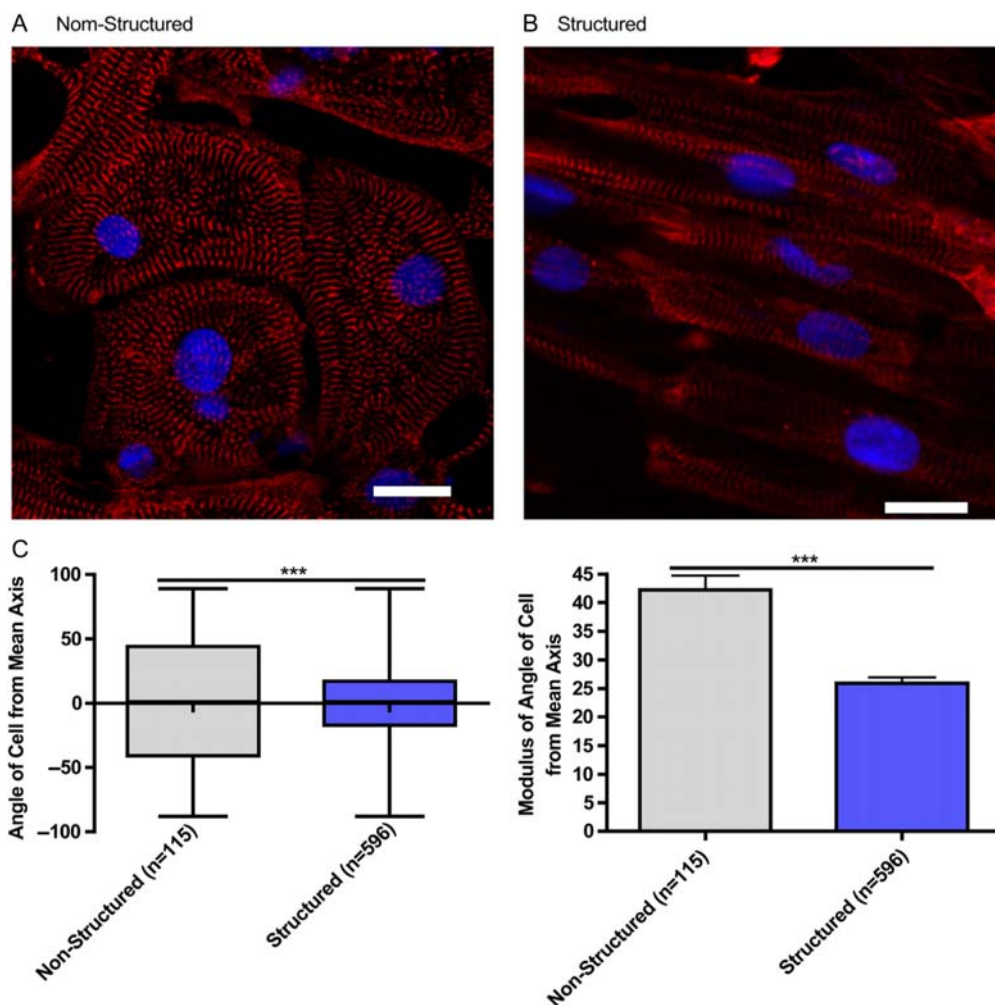 A Nom-Structured
B Structured
C
***
100
50
0
–50
–100
Angle of Cell from Mean Axis
Non-Structured (n=115)
Structured (n=596)
***
45
40
35
30
25
20
15
10
5
0
Modulus of Angle of Cell
from Mean Axis
Non-Structured (n=115)
Structured (n=596)